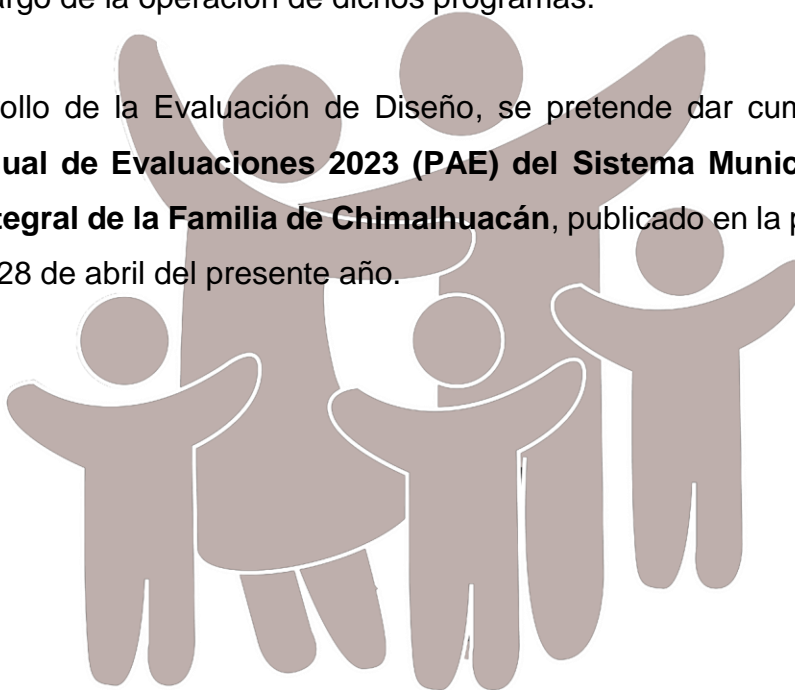 argo de la operación de dichos programas.
ollo de la Evaluación de Diseño, se pretende dar cum
ual de Evaluaciones 2023 (PAE) del Sistema Munic
tegral de la Familia de Chimalhuacán, publicado en la p
28 de abril del presente año.